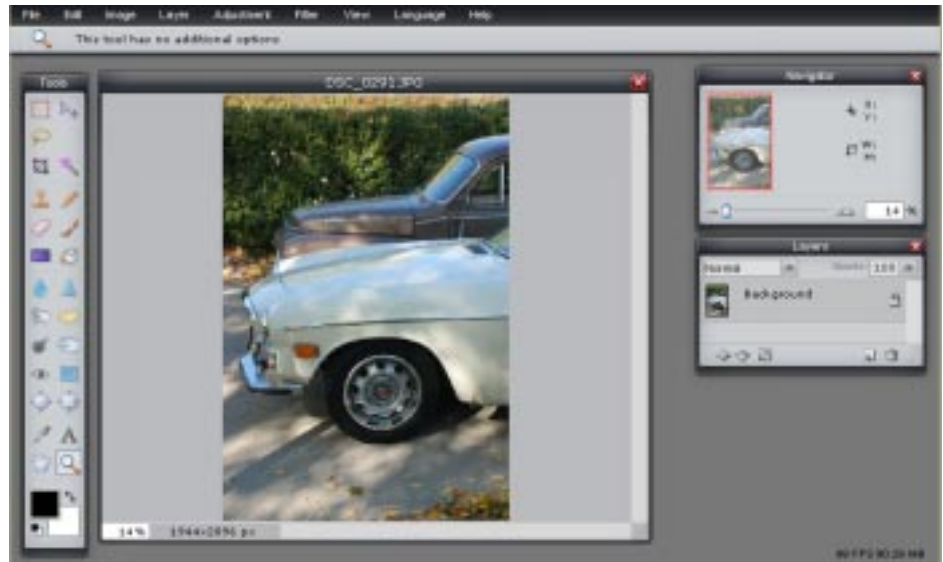 File Edit Image Layer Adjustment Filter View Language Help
This tool has no additional options
Tools
DSC_0291.JPG
Navigator
X:
Y:
W:
H:
14 %
Layers
Normal
100
Background
14%